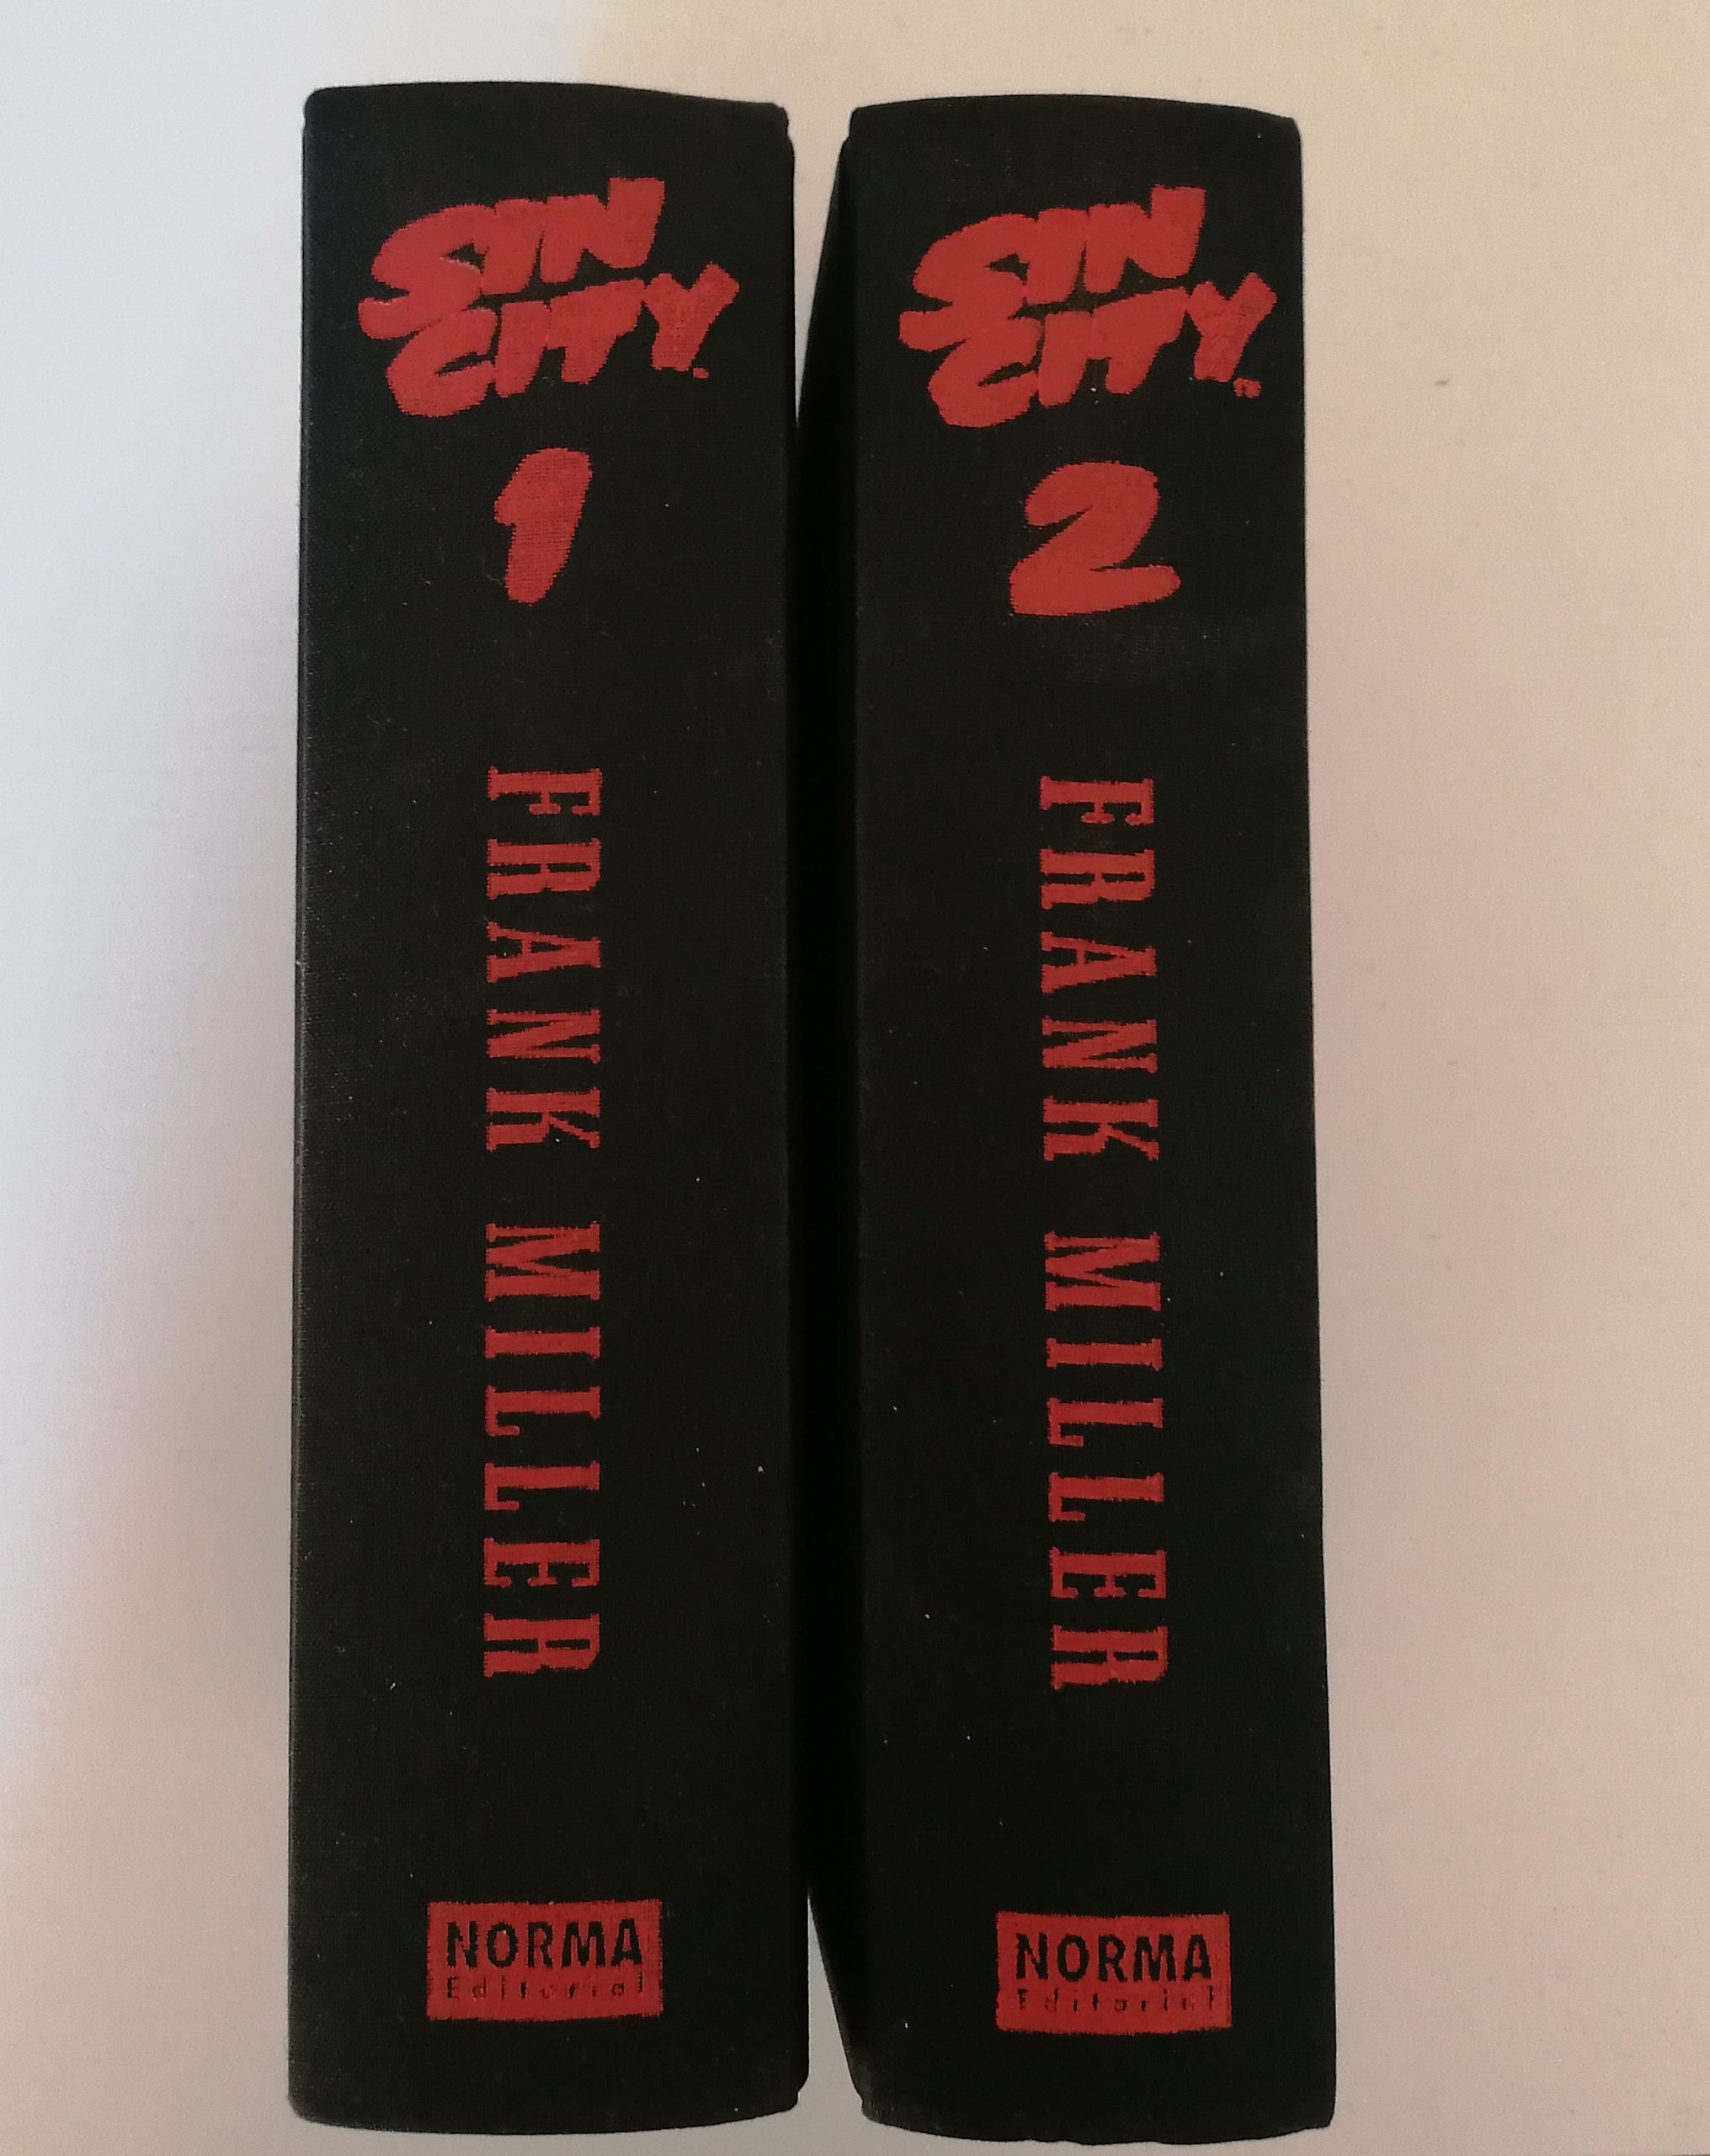 SIN
CITY
1
FRANK MILLER
NORMA
Editorial
SIN
CITY
2
FRANK MILLER
NORMA
Editorial